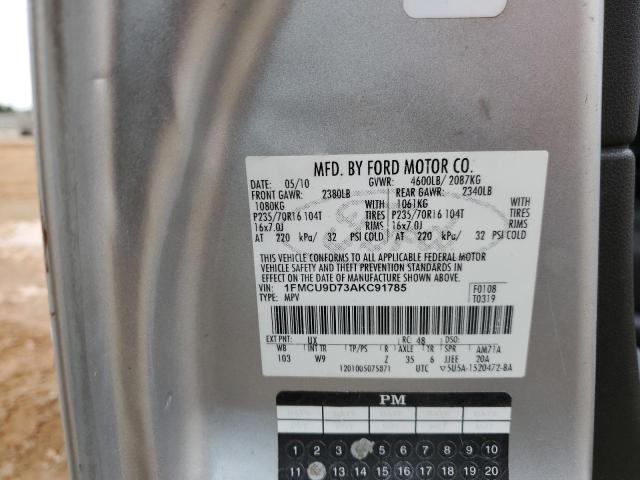 MFD. BY FORD MOTOR CO.
DATE: 05/10 GVWR: 4600LB/ 2087KG
FRONT GAWR: 2380LB REAR GAWR: 2340LB
1080KG WITH 1061KG WITH
P235/70R16 104T TIRES P235/70R16 104T TIRES
16x7.0J RIMS 16x7.0J RIMS
AT 220 kPa/ 32 PSI COLD AT 220 kPa/ 32 PSI COLD
THIS VEHICLE CONFORMS TO ALL APPLICABLE FEDERAL MOTOR
VEHICLE SAFETY AND THEFT PREVENTION STANDARDS IN
EFFECT ON THE DATE OF MANUFACTURE SHOWN ABOVE.
VIN: 1FMCU9D73AKC91785 F0108
TYPE: MPV T0319
EXT PNT: UX RC: 48 DSO:
WB INT TR TP/PS R AXLE TR SPR AM71A
103 W9 Z 35 6 JJEE 20A
1201005075871 UTC ▽5U5A-1520472-BA
PM
1 2 3 5 6 7 8 9 10
11 13 14 15 16 17 18 19 20